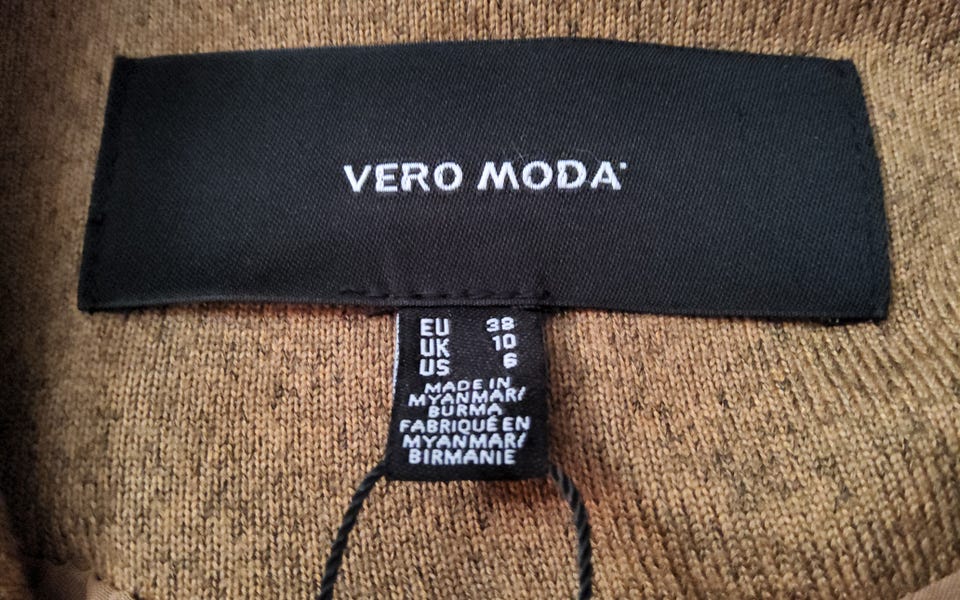 VERO MODA
EU 38
UK 10
US 6
MADE IN
MYANMAR/
BURMA
FABRIQUÉ EN
MYANMAR/
BIRMANIE